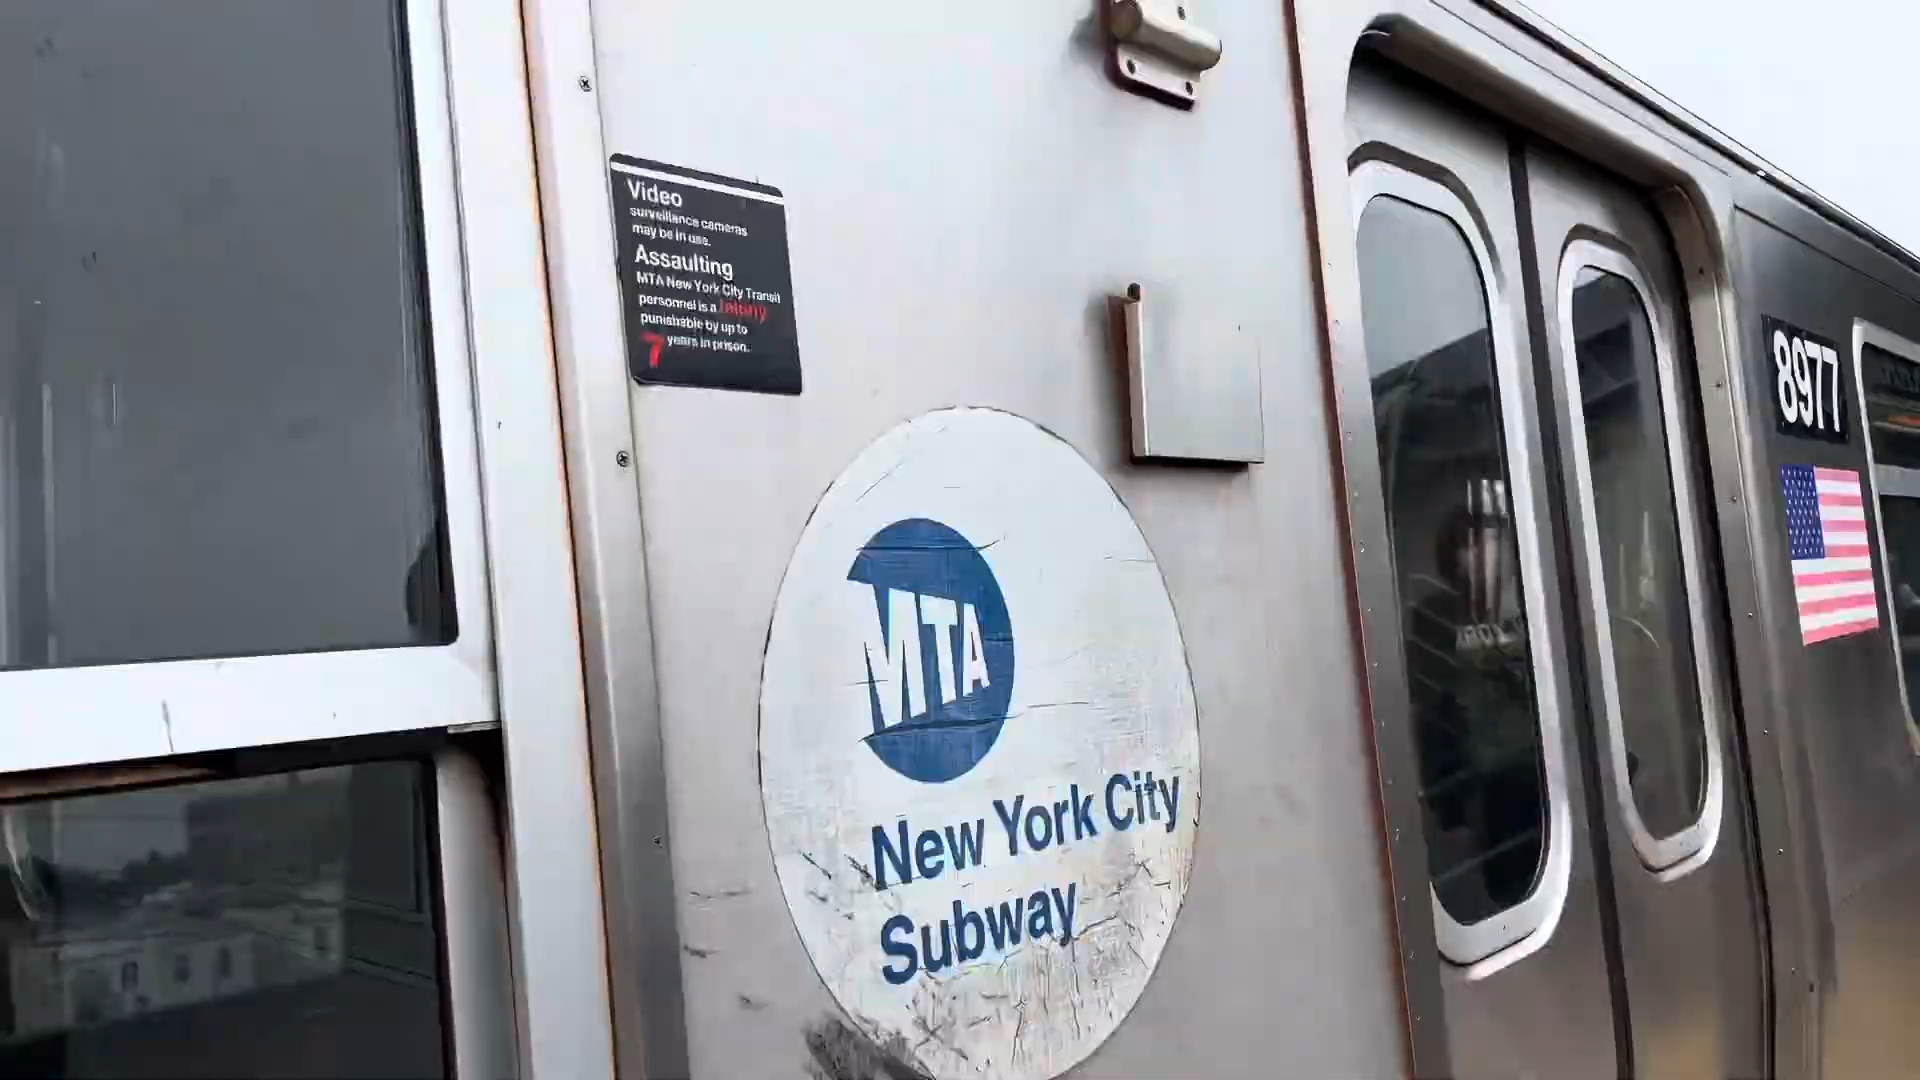 Video
surveillance cameras
may be in use.
Assaulting
MTA New York City Transit
personnel is a felony
punishable by up to
7 years in prison.
MTA
New York City
Subway
8977